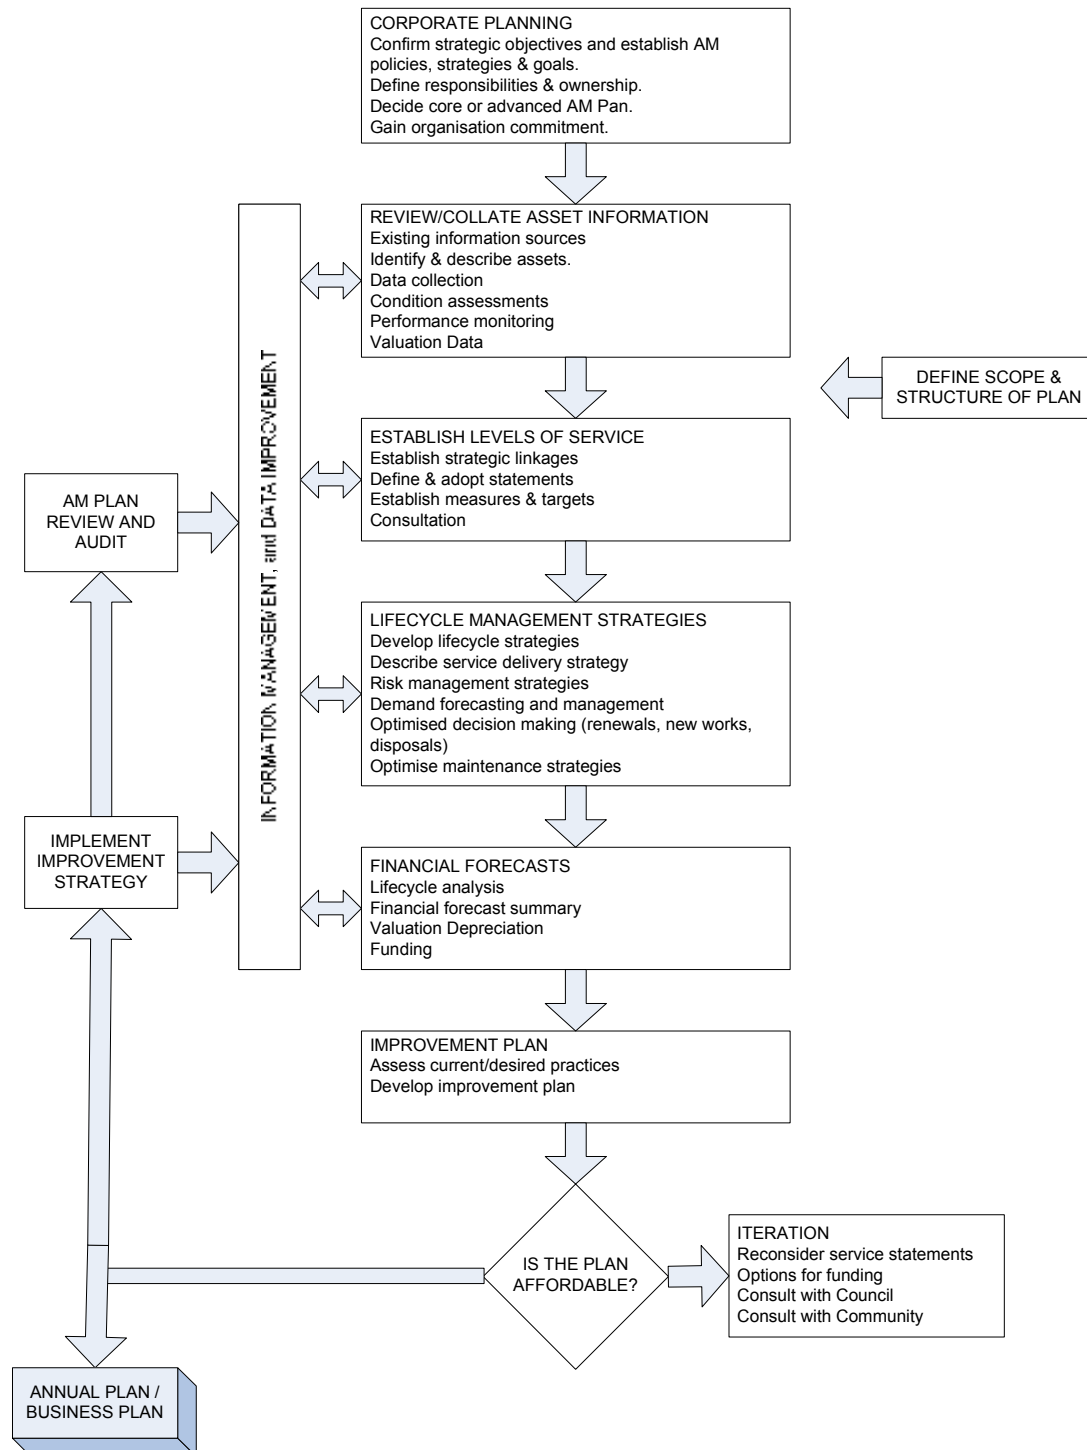 CORPORATE PLANNING
Confirm strategic objectives and establish AM
policies, strategies & goals.
Define responsibilities & ownership.
Decide core or advanced AM Pan.
Gain organisation commitment.
REVIEW/COLLATE ASSET INFORMATION
Existing information sources
Identify & describe assets.
Data collection
Condition assessments
Performance monitoring
Valuation Data
DEFINE SCOPE &
STRUCTURE OF PLAN
INFORMATION MANAGEMENT, and DATA IMPROVEMENT
ESTABLISH LEVELS OF SERVICE
Establish strategic linkages
Define & adopt statements
Establish measures & targets
Consultation
AM PLAN
REVIEW AND
AUDIT
LIFECYCLE MANAGEMENT STRATEGIES
Develop lifecycle strategies
Describe service delivery strategy
Risk management strategies
Demand forecasting and management
Optimised decision making (renewals, new works,
disposals)
Optimise maintenance strategies
IMPLEMENT
IMPROVEMENT
STRATEGY
FINANCIAL FORECASTS
Lifecycle analysis
Financial forecast summary
Valuation Depreciation
Funding
IMPROVEMENT PLAN
Assess current/desired practices
Develop improvement plan
IS THE PLAN
AFFORDABLE?
ITERATION
Reconsider service statements
Options for funding
Consult with Council
Consult with Community
ANNUAL PLAN /
BUSINESS PLAN